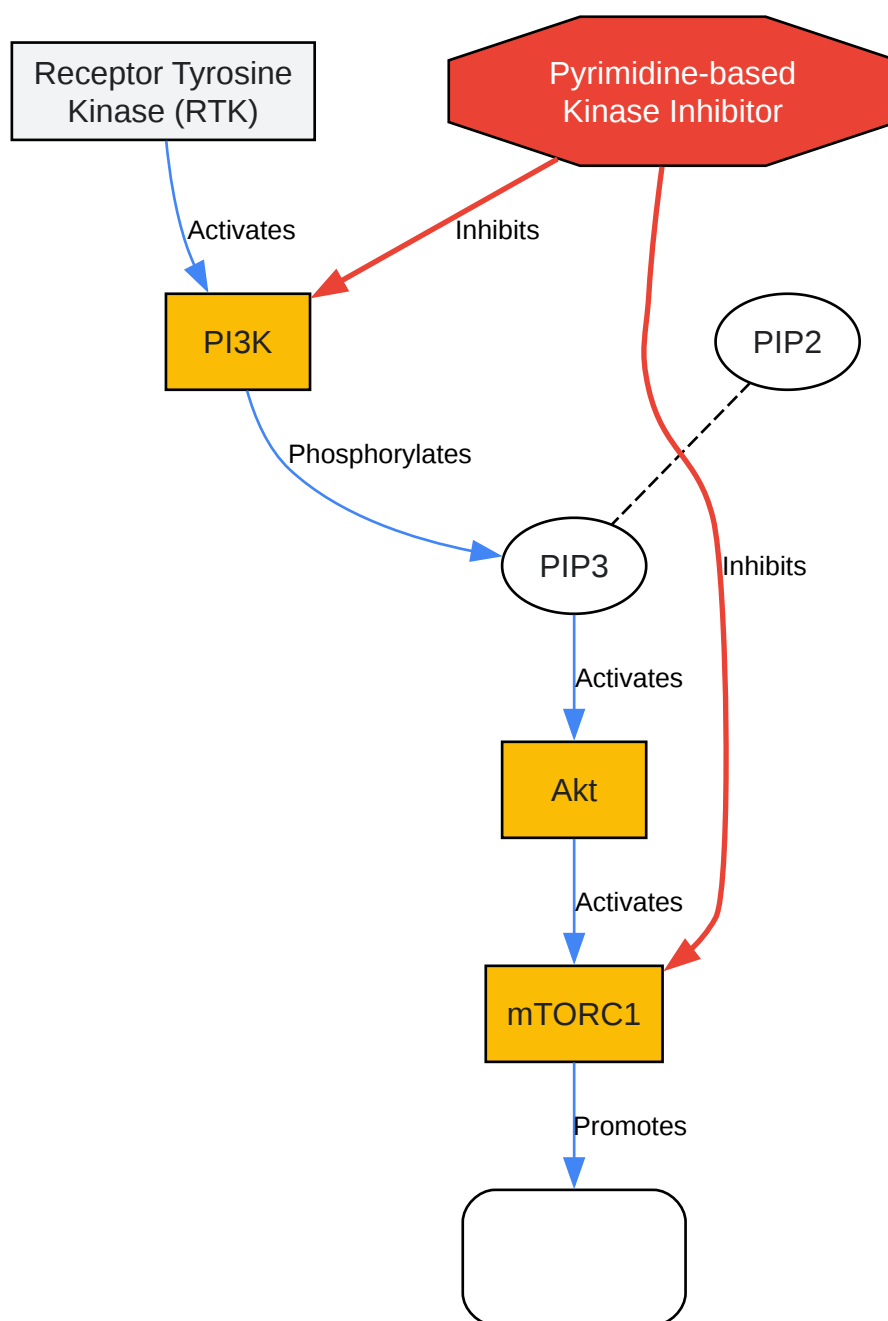 Receptor Tyrosine
Kinase (RTK)
Pyrimidine-based
Kinase Inhibitor
Activates
Inhibits
PI3K
PIP2
Phosphorylates
PIP3
Inhibits
Activates
Akt
Activates
mTORC1
Promotes